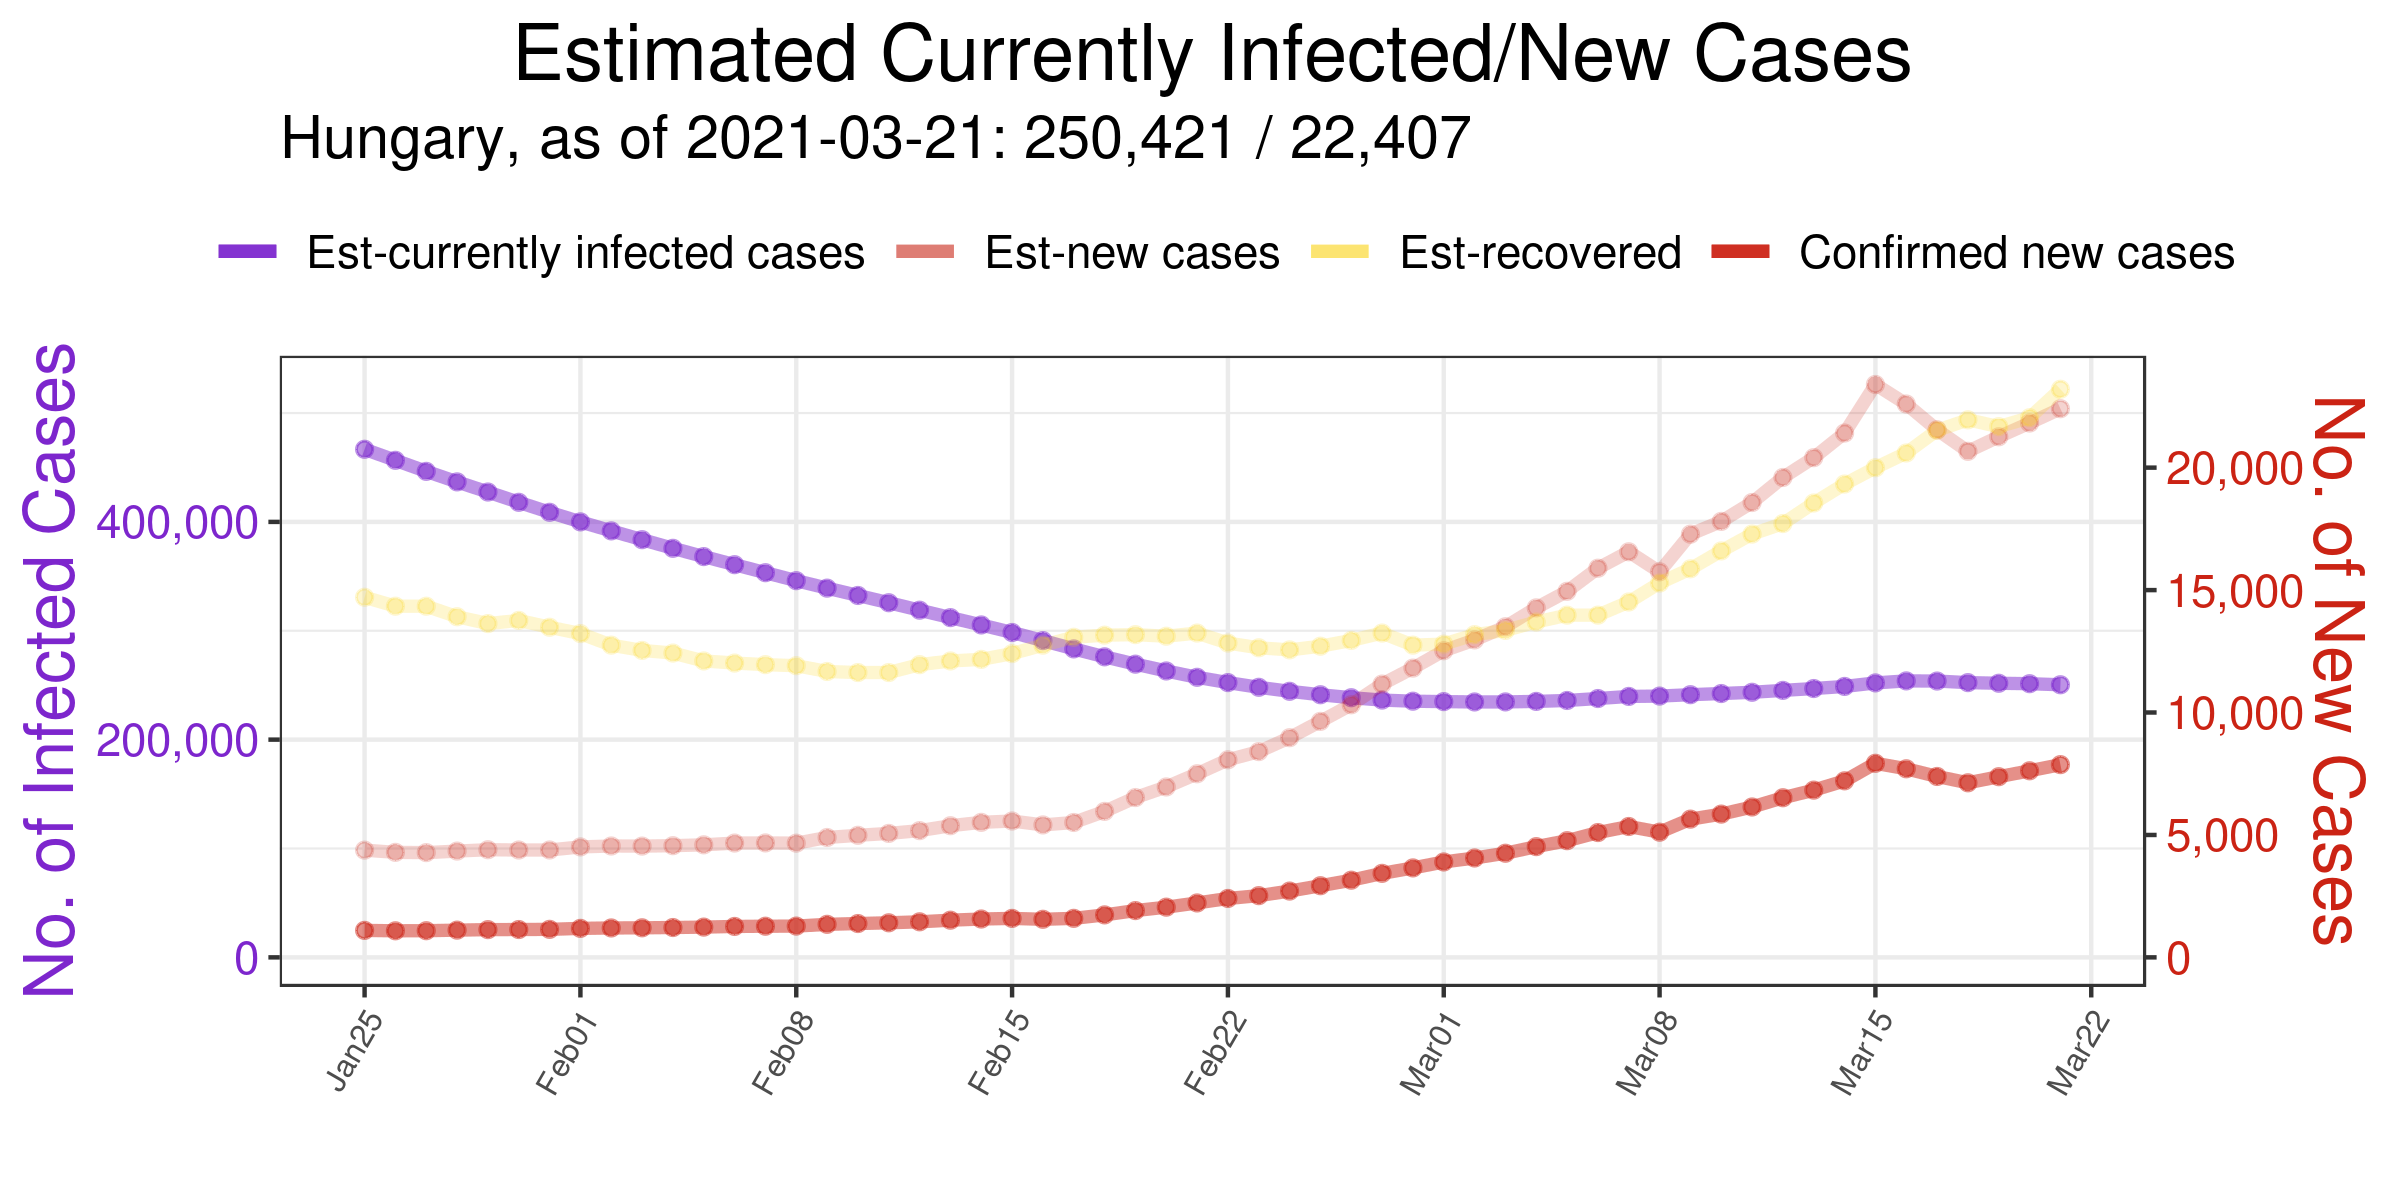 Estimated Currently Infected/New Cases
Hungary, as of 2021-03-21: 250,421 / 22,407
Est-currently infected cases Est-new cases Est-recovered Confirmed new cases
No. of Infected Cases
400,000
200,000
0
20,000
15,000
10,000
5,000
0
No. of New Cases
Jan25 Feb01 Feb08 Feb15 Feb22 Mar01 Mar08 Mar15 Mar22